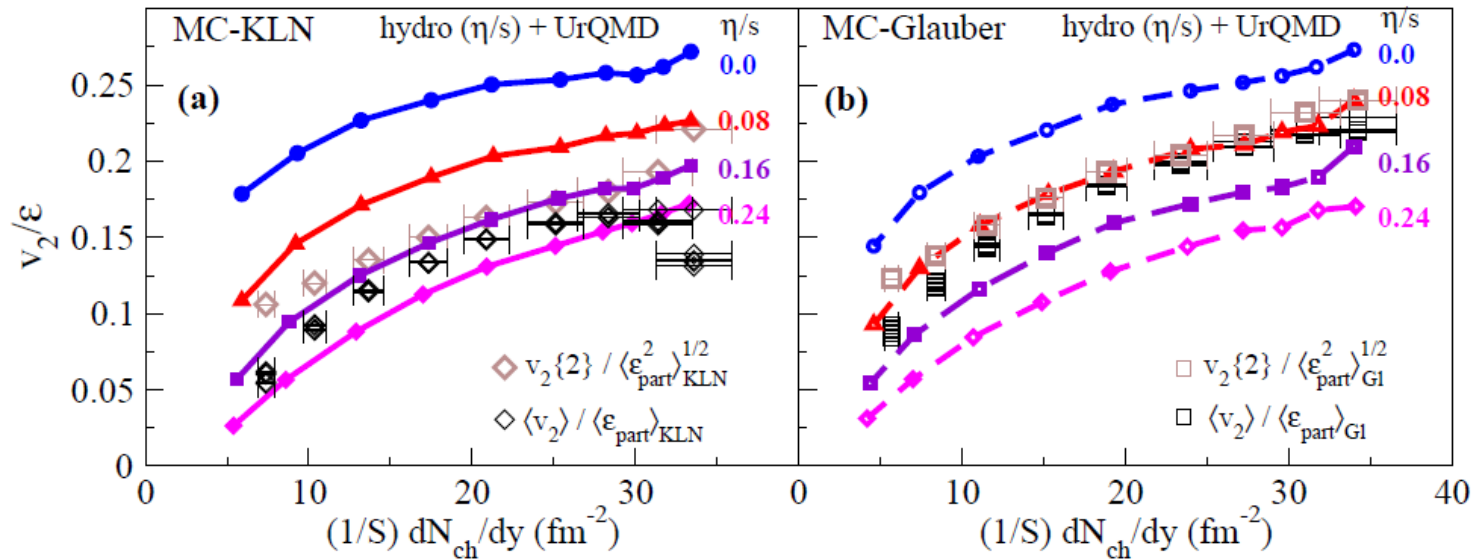 MC-KLN hydro (η/s) + UrQMD η/s
(a)
0.0
0.08
0.16
0.24
v₂/ε
0.25
0.2
0.15
0.1
0.05
0
v₂{2} / ⟨ε²part⟩KLN^1/2
⟨v₂⟩ / ⟨εpart⟩KLN
0 10 20 30
(1/S) dNch/dy (fm⁻²)
MC-Glauber hydro (η/s) + UrQMD η/s
(b)
0.0
0.08
0.16
0.24
v₂{2} / ⟨ε²part⟩Gl^1/2
⟨v₂⟩ / ⟨εpart⟩Gl
0 10 20 30 40
(1/S) dNch/dy (fm⁻²)